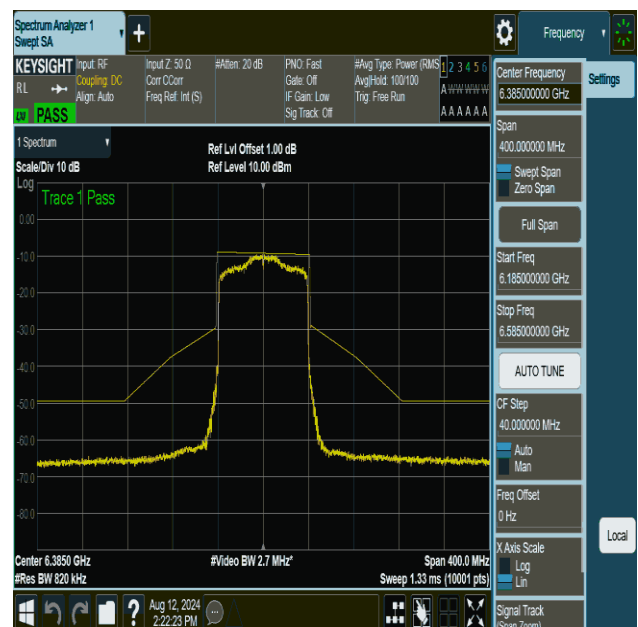 Spectrum Analyzer 1
Swept SA
+
Frequency
KEYSIGHT
RL
LXI
PASS
Input: RF
Coupling: DC
Align: Auto
Input Z: 50 Ω
Corr CCorr
Freq Ref: Int (S)
#Atten: 20 dB
PNO: Fast
Gate: Off
IF Gain: Low
Sig Track: Off
#Avg Type: Power (RMS
Avg|Hold: 100/100
Trig: Free Run
1 2 3 4 5 6
A W W W W W
A A A A A A
1 Spectrum
Scale/Div 10 dB
Ref Lvl Offset 1.00 dB
Ref Level 10.00 dBm
Log
Trace 1 Pass
0.00
-10.0
-20.0
-30.0
-40.0
-50.0
-60.0
-70.0
-80.0
Center 6.3850 GHz
#Res BW 820 kHz
#Video BW 2.7 MHz*
Span 400.0 MHz
Sweep 1.33 ms (10001 pts)
?
Aug 12, 2024
2:22:23 PM
Center Frequency
6.385000000 GHz
Span
400.000000 MHz
Swept Span
Zero Span
Full Span
Start Freq
6.185000000 GHz
Stop Freq
6.585000000 GHz
AUTO TUNE
CF Step
40.000000 MHz
Auto
Man
Freq Offset
0 Hz
X Axis Scale
Log
Lin
Signal Track
(Span Zoom)
Settings
Local